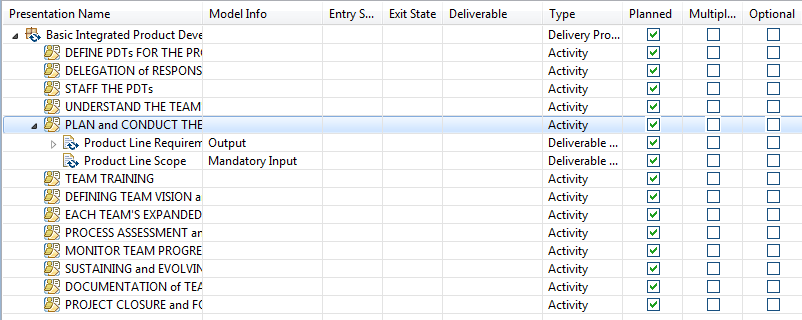 Presentation Name Model Info Entry S... Exit State Deliverable Type Planned Multipl... Optional
Basic Integrated Product Deve Delivery Pro...
DEFINE PDTs FOR THE PRO Activity
DELEGATION of RESPONS Activity
STAFF THE PDTs Activity
UNDERSTAND THE TEAM Activity
PLAN and CONDUCT THE Activity
Product Line Requirem Output Deliverable ...
Product Line Scope Mandatory Input Deliverable ...
TEAM TRAINING Activity
DEFINING TEAM VISION a Activity
EACH TEAM'S EXPANDED Activity
PROCESS ASSESSMENT an Activity
MONITOR TEAM PROGRE Activity
SUSTAINING and EVOLVIN Activity
DOCUMENTATION of TEA Activity
PROJECT CLOSURE and FO Activity